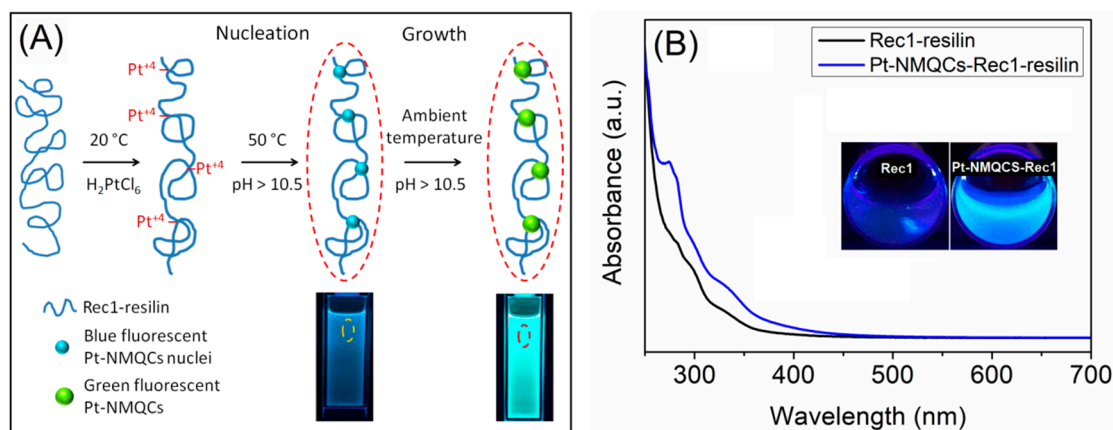 (A)
Nucleation
Growth
Pt+4
Pt+4
Pt+4
Pt+4
20 °C
H2PtCl6
50 °C
pH > 10.5
Ambient
temperature
pH > 10.5
Rec1-resilin
Blue fluorescent
Pt-NMQCs nuclei
Green fluorescent
Pt-NMQCs
(B)
Rec1-resilin
Pt-NMQCs-Rec1-resilin
Rec1
Pt-NMQCS-Rec1
Absorbance (a.u.)
300
400
500
600
700
Wavelength (nm)